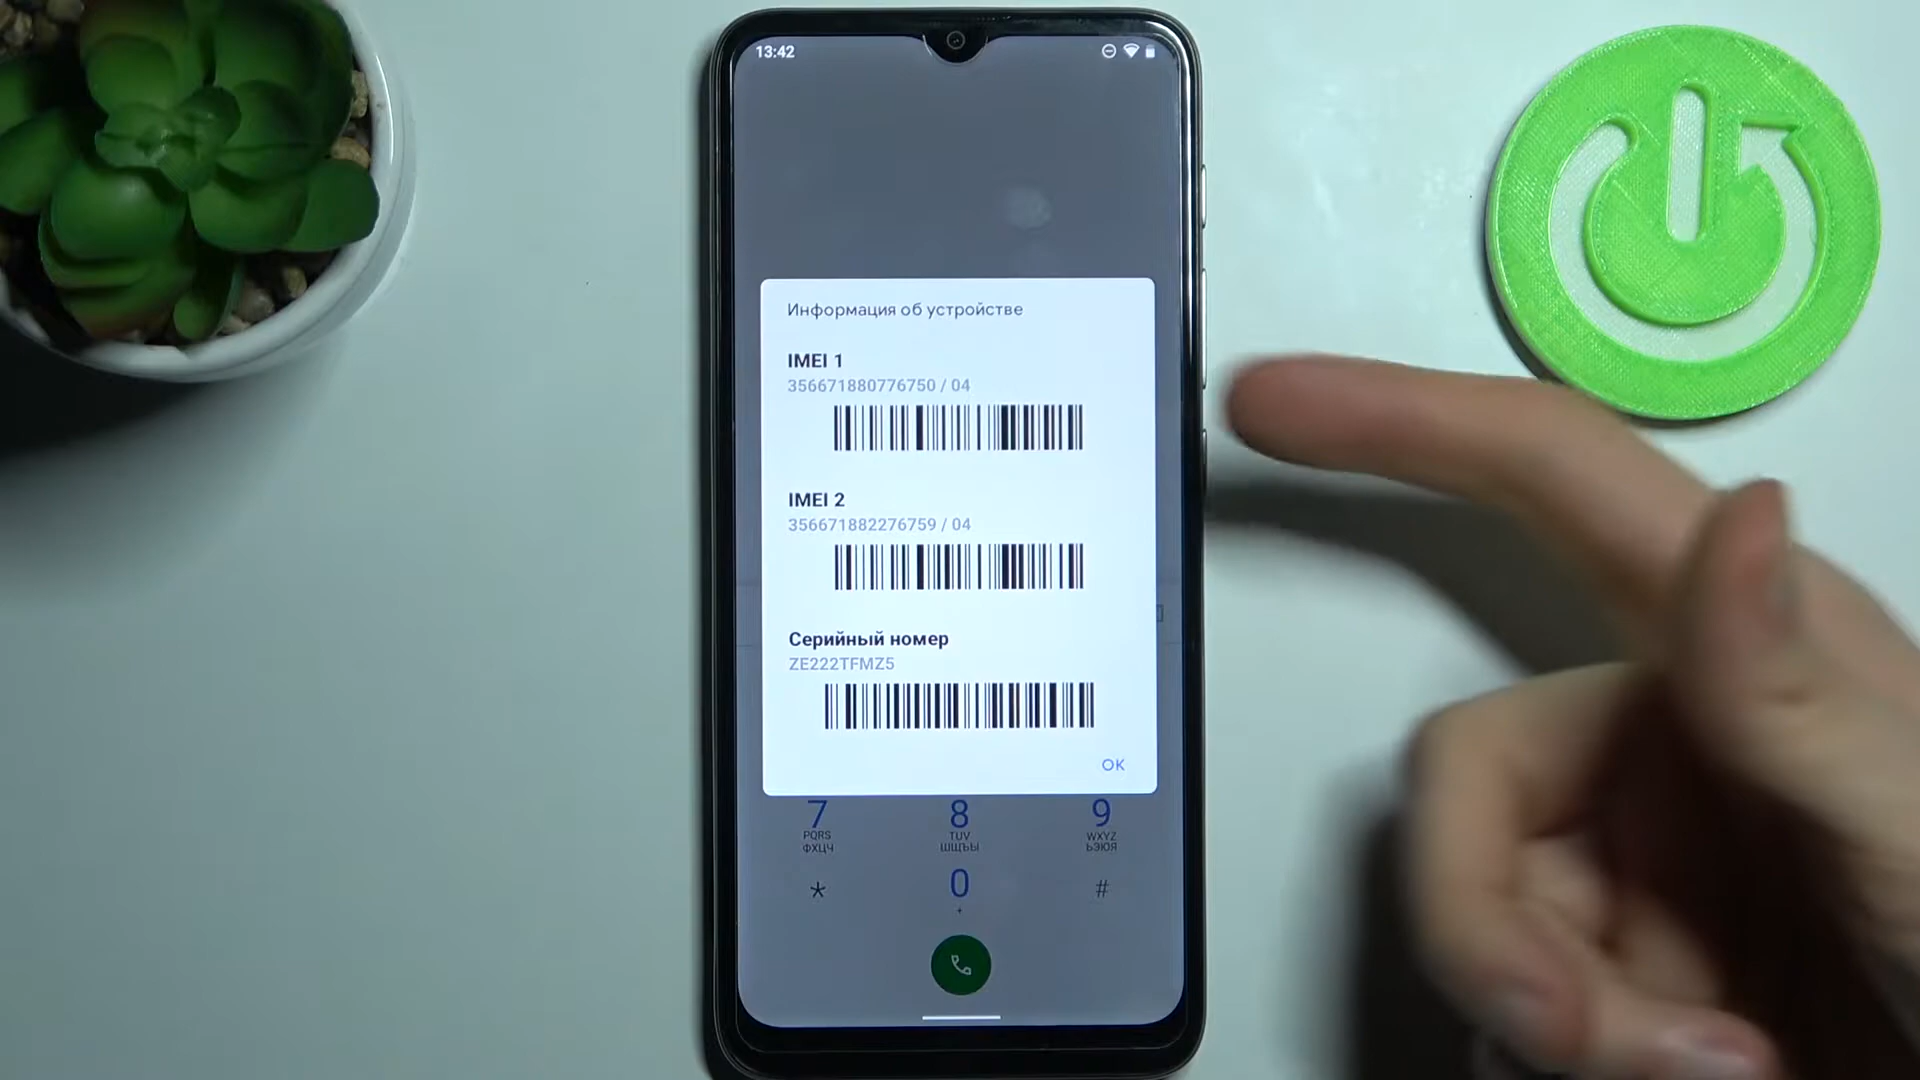 13:42
Информация об устройстве
IMEI 1
356671880776750 / 04
IMEI 2
356671882276759 / 04
Серийный номер
ZE222TFMZ5
OK
7 8 9
PQRS TUV WXYZ
ФХЦЧ ШЩЪЫ ЬЭЮЯ
* 0 #
+